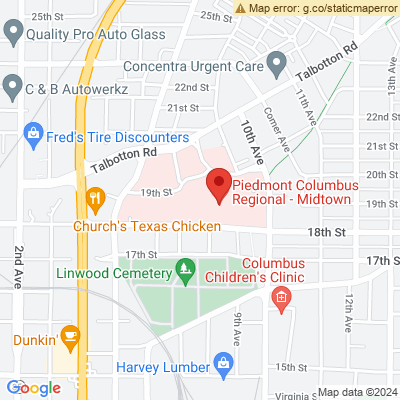 Map error: g.co/staticmaperror
25th St
25th St
Quality Pro Auto Glass
Talbotton Rd
13th Ave
Concentra Urgent Care
22nd St
C & B Autowerkz
11th Ave
21st St
Corner Ave
22nd St
10th Ave
Fred's Tire Discounters
21st St
Talbotton Rd
Piedmont Columbus
Regional - Midtown
19th St
Church's Texas Chicken
18th St
2nd Ave
17th St
17th St
Columbus
Children's Clinic
Linwood Cemetery
12th Ave
9th Ave
Dunkin'
Harvey Lumber
15th St
Virginia S
Google
Map data ©2024